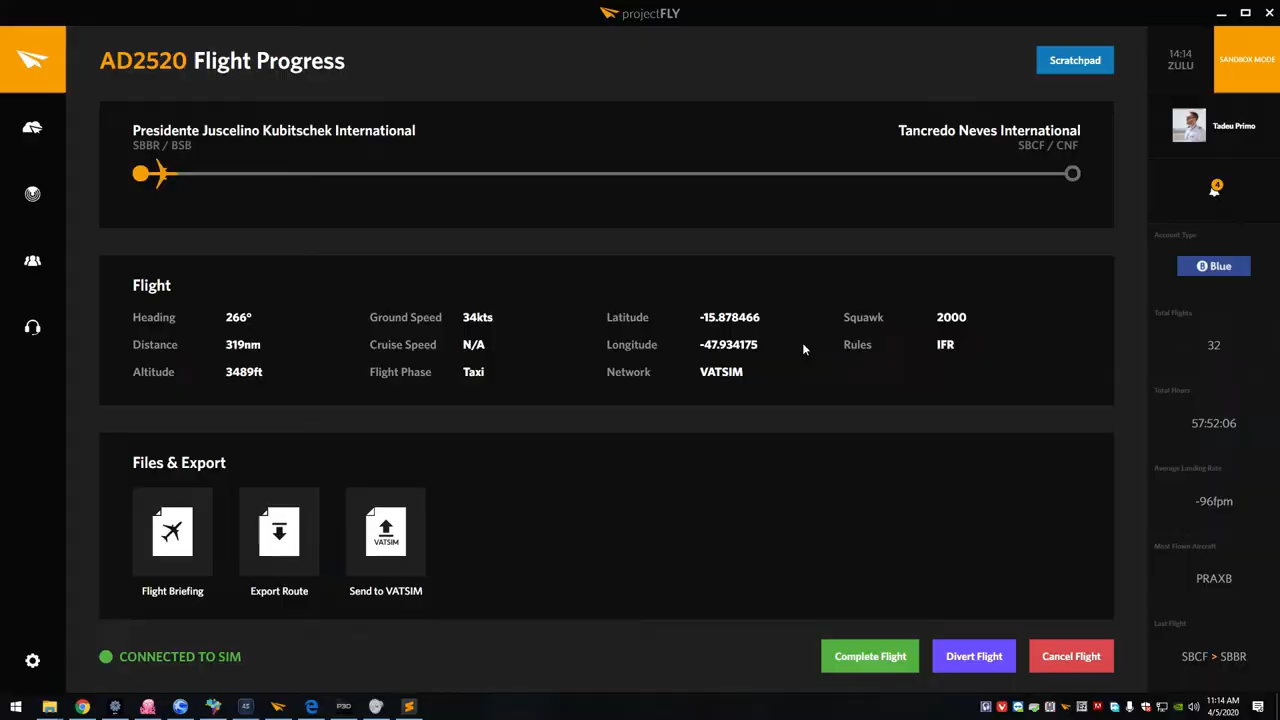 projectFLY
AD2520 Flight Progress
Scratchpad
14:14
ZULU
SANDBOX MODE
Presidente Juscelino Kubitschek International
SBBR / BSB
Tancredo Neves International
SBCF / CNF
Tadeu Primo
4
Flight
Heading 266° Ground Speed 34kts Latitude -15.878466 Squawk 2000
Distance 319nm Cruise Speed N/A Longitude -47.934175 Rules IFR
Altitude 3489ft Flight Phase Taxi Network VATSIM
Account Type
B Blue
Total Flights
32
Total Hours
57:52:06
Average Landing Rate
-96fpm
Most Flown Aircraft
PRAXB
Last Flight
SBCF > SBBR
Files & Export
VATSIM
Flight Briefing
Export Route
Send to VATSIM
CONNECTED TO SIM
Complete Flight
Divert Flight
Cancel Flight
P3D
11:14 AM
4/5/2020